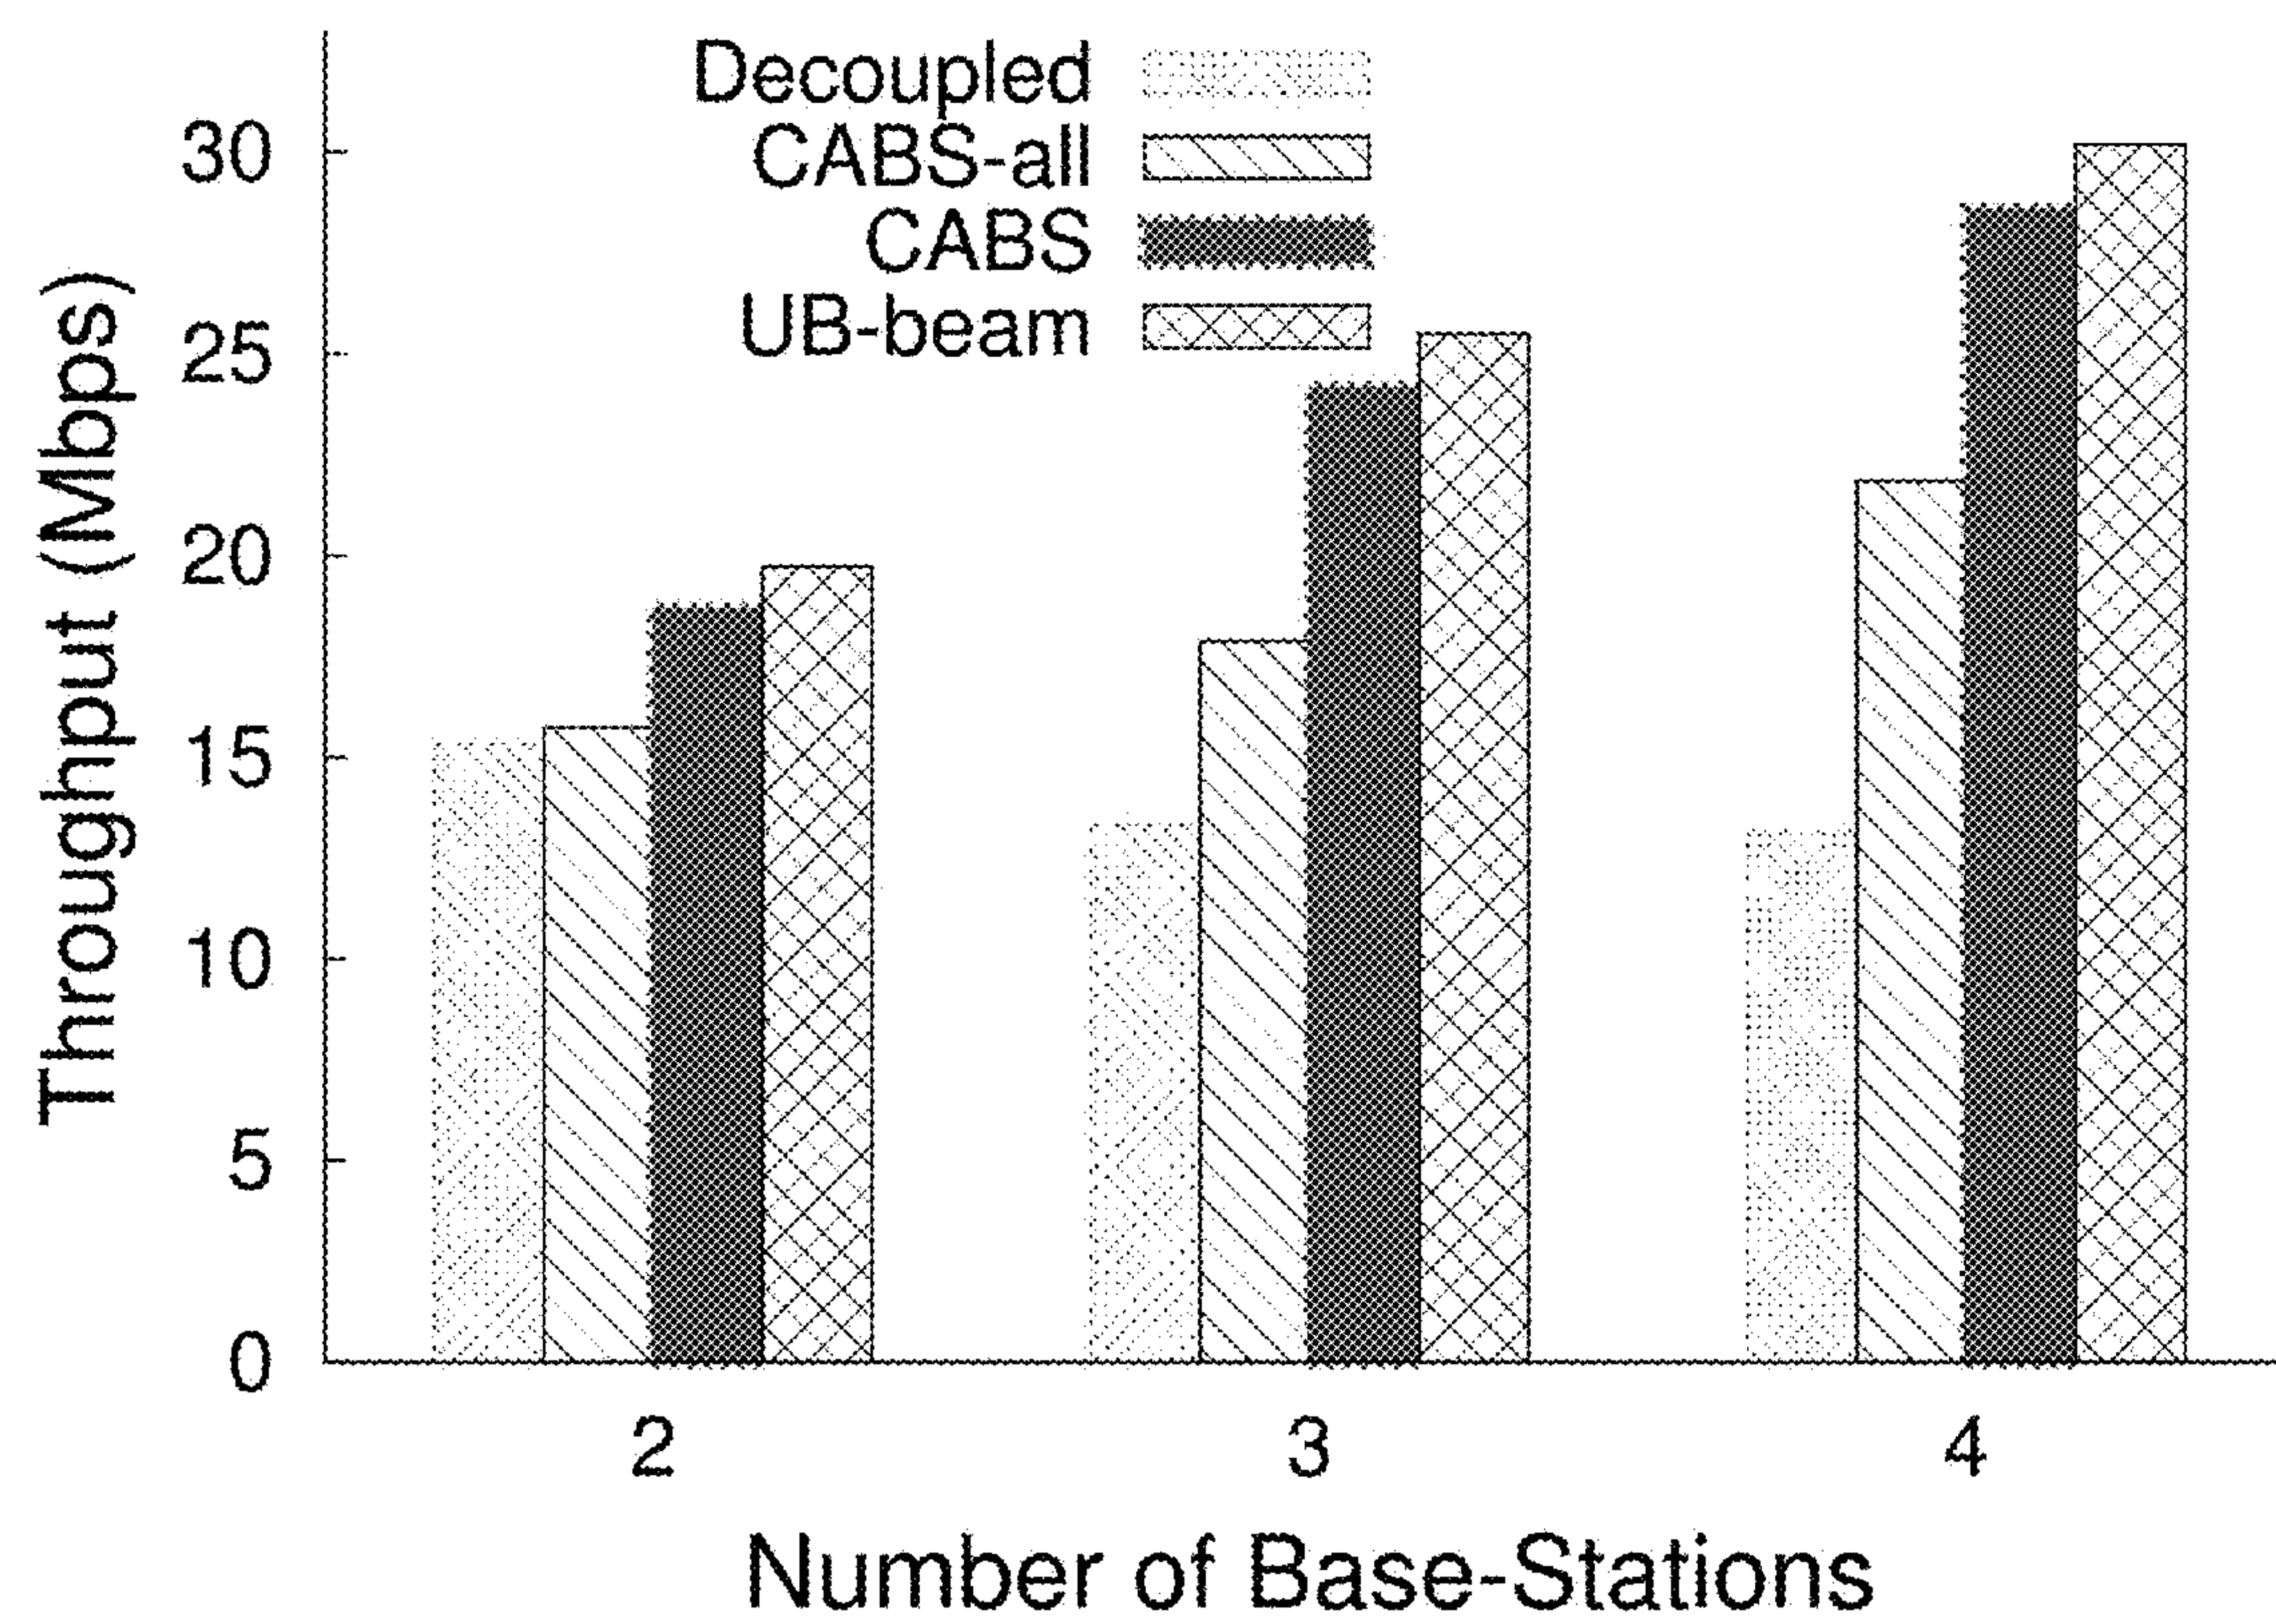 Decoupled
CABS-all
CABS
UB-beam
Throughput (Mbps)
30
25
20
15
10
5
0
2 3 4
Number of Base-Stations